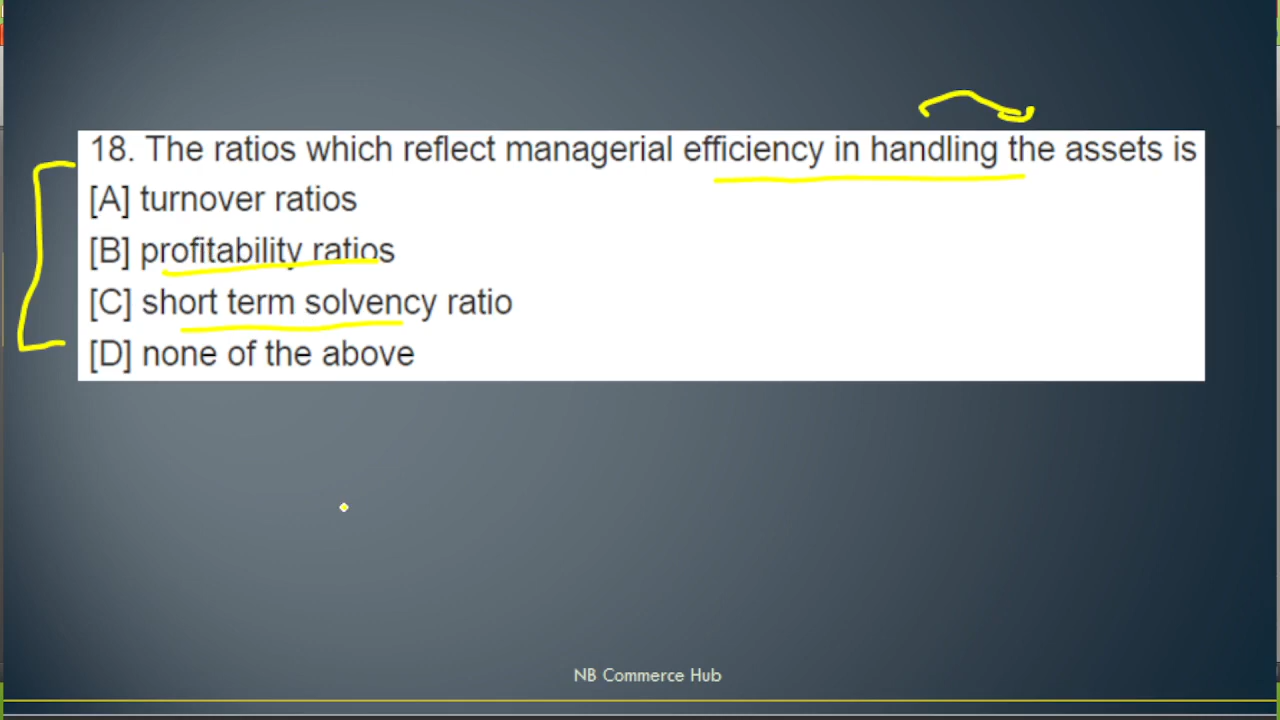 18. The ratios which reflect managerial efficiency in handling the assets is
[A] turnover ratios
[B] profitability ratios
[C] short term solvency ratio
[D] none of the above
NB Commerce Hub